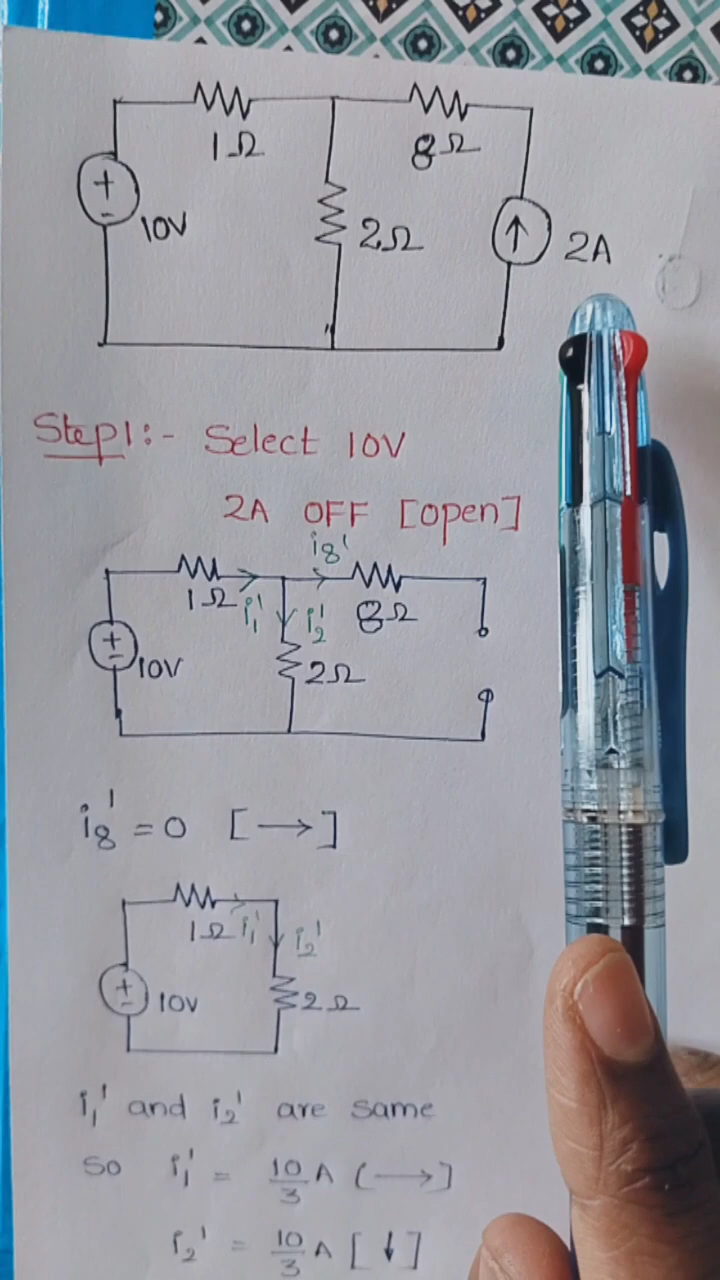 1Ω 8Ω
+
-
10V 2Ω ↑ 2A
Step1:- Select 10V
2A OFF [open]
i8'
1Ω i1' i2' 8Ω
+
-
10V 2Ω
i8' = 0 [→]
1Ω i1' i2'
+
-
10V 2Ω
i1' and i2' are same
so i1' = 10/3 A (→]
i2' = 10/3 A [↓]